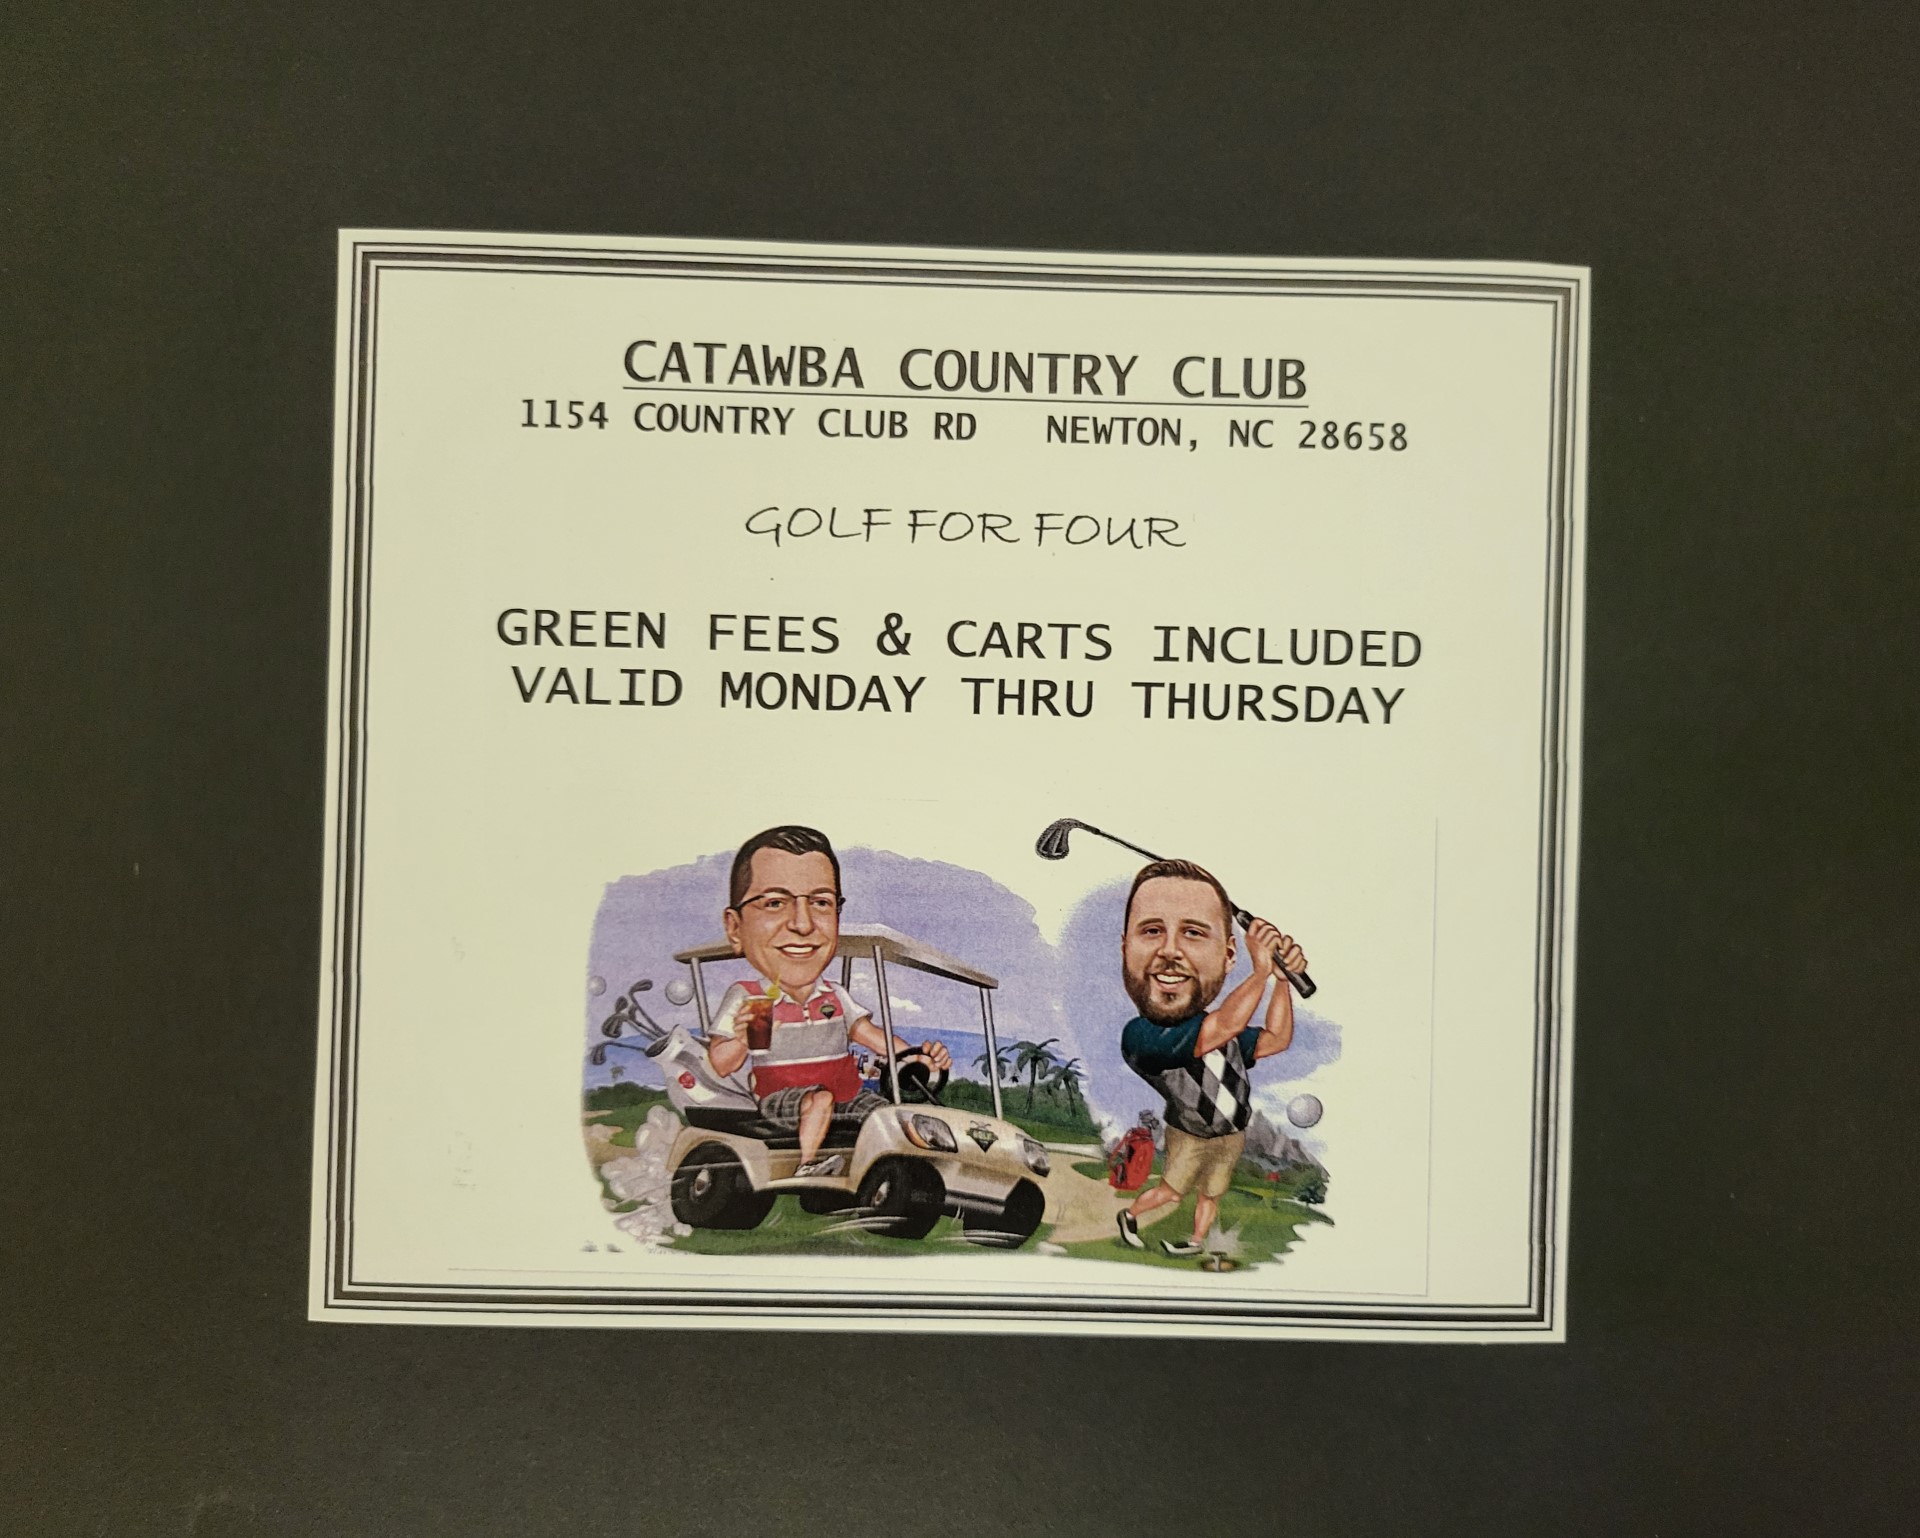 CATAWBA COUNTRY CLUB
1154 COUNTRY CLUB RD NEWTON, NC 28658
GOLF FOR FOUR
GREEN FEES & CARTS INCLUDED
VALID MONDAY THRU THURSDAY
GOLF